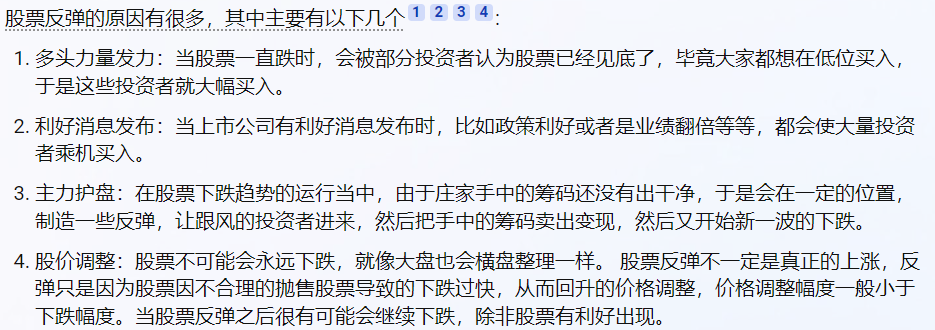 股票反弹的原因有很多，其中主要有以下几个 1 2 3 4 ：
1. 多头力量发力：当股票一直跌时，会被部分投资者认为股票已经见底了，毕竟大家都想在低位买入，
于是这些投资者就大幅买入。
2. 利好消息发布：当上市公司有利好消息发布时，比如政策利好或者是业绩翻倍等等，都会使大量投资
者乘机买入。
3. 主力护盘：在股票下跌趋势的运行当中，由于庄家手中的筹码还没有出干净，于是会在一定的位置，
制造一些反弹，让跟风的投资者进来，然后把手中的筹码卖出变现，然后又开始新一波的下跌。
4. 股价调整：股票不可能会永远下跌，就像大盘也会横盘整理一样。 股票反弹不一定是真正的上涨，反
弹只是因为股票因不合理的抛售股票导致的下跌过快，从而回升的价格调整，价格调整幅度一般小于
下跌幅度。当股票反弹之后很有可能会继续下跌，除非股票有利好出现。